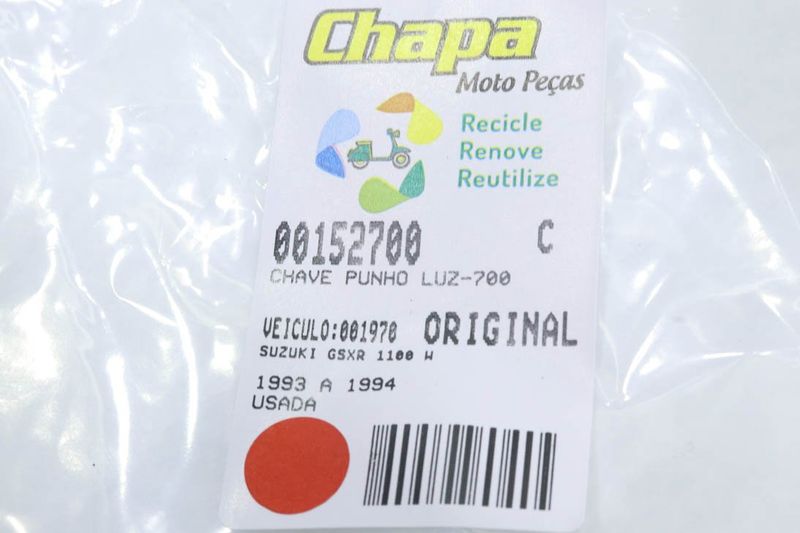 Chapa
Moto Peças
Recicle
Renove
Reutilize
00152700 C
CHAVE PUNHO LUZ-700
VEICULO:001970 ORIGINAL
SUZUKI GSXR 1100 W
1993 A 1994
USADA